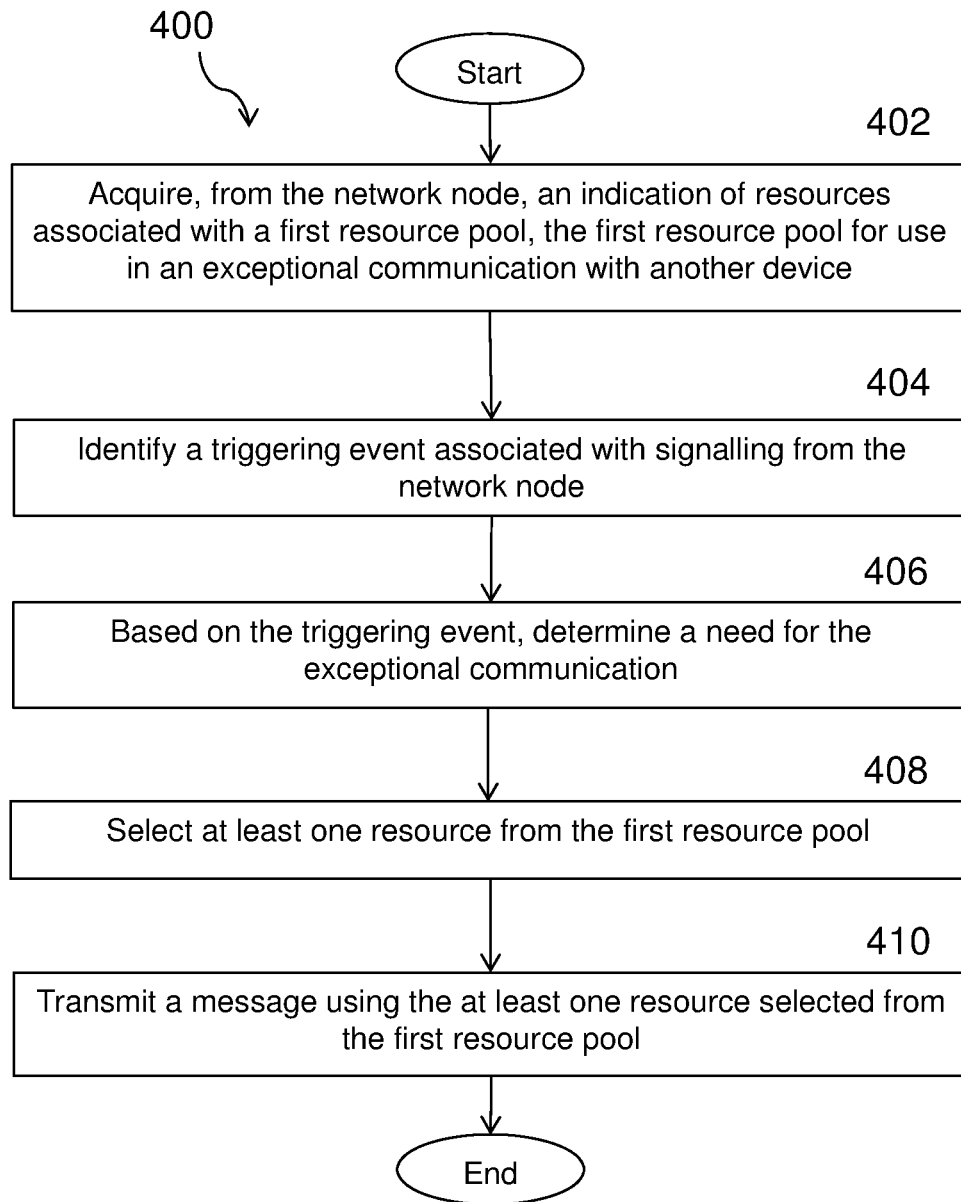 400
Start
402
Acquire, from the network node, an indication of resources
associated with a first resource pool, the first resource pool for use
in an exceptional communication with another device
404
Identify a triggering event associated with signalling from the
network node
406
Based on the triggering event, determine a need for the
exceptional communication
408
Select at least one resource from the first resource pool
410
Transmit a message using the at least one resource selected from
the first resource pool
End